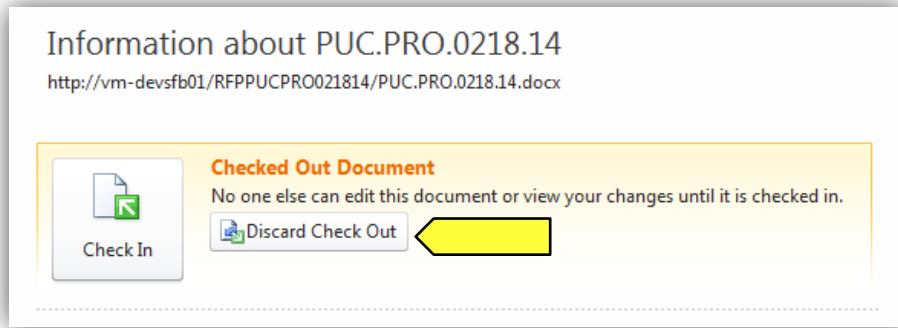 Information about PUC.PRO.0218.14
http://vm-devsfb01/RFPPUCPRO021814/PUC.PRO.0218.14.docx
Checked Out Document
No one else can edit this document or view your changes until it is checked in.
Discard Check Out
Check In